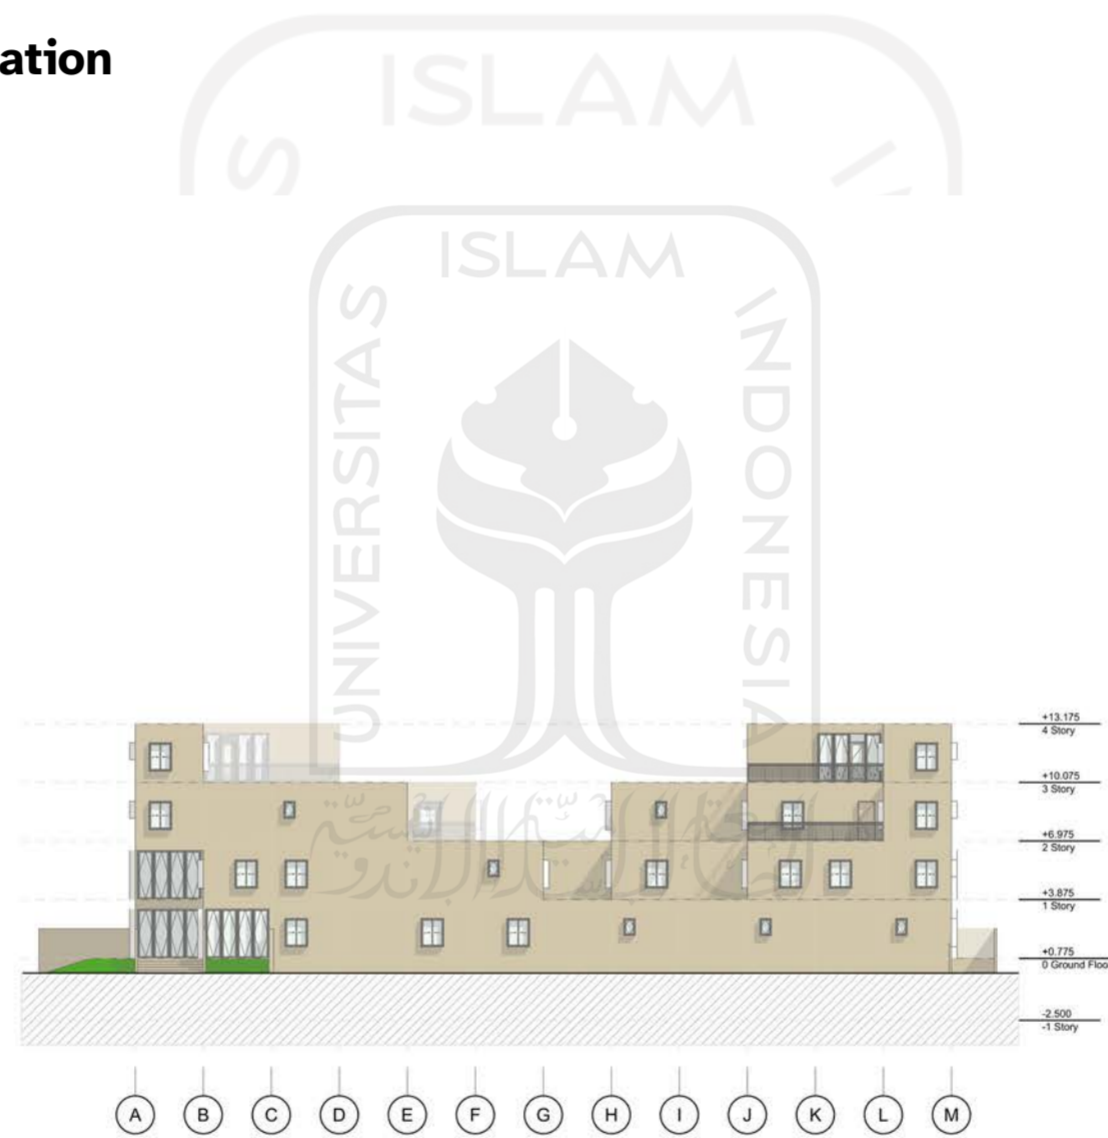 ation
ISLAM
ISLAM
UNIVERSITAS
INDONESIA
+13.175
4 Story
+10.075
3 Story
+6.975
2 Story
+3.875
1 Story
+0.775
0 Ground Floo
-2.500
-1 Story
A B C D E F G H I J K L M